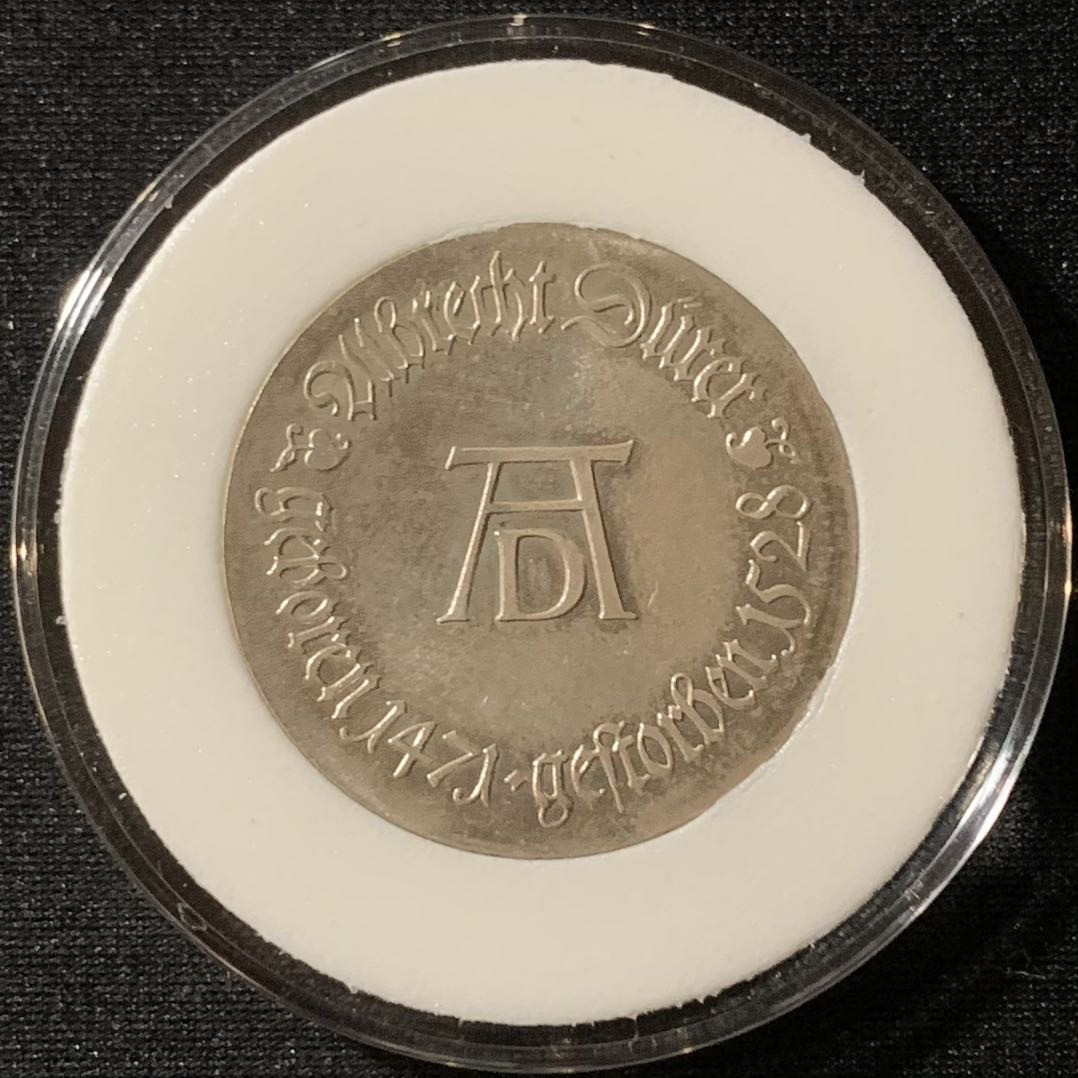 Albrecht Dürer
geboren 1471 · gestorben 1528
AD